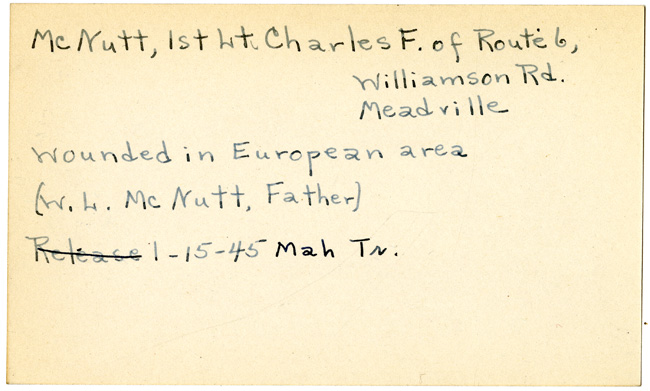 McNutt, 1st Lt. Charles F. of Route 6,
Williamson Rd.
Meadville
Wounded in European area
(W. L. McNutt, Father)
Release 1-15-45 Mah Tr.